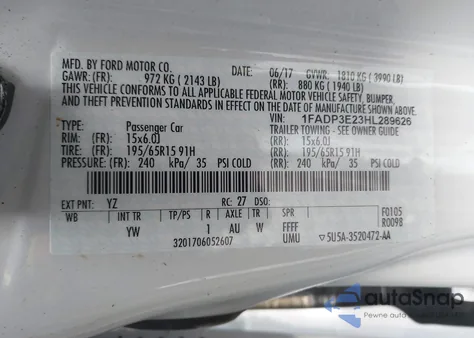 MFD. BY FORD MOTOR CO.
DATE: 06/17 GVWR: 1810 KG ( 3990 LB)
GAWR: (FR): 972 KG ( 2143 LB) (RR): 880 KG ( 1940 LB)
THIS VEHICLE CONFORMS TO ALL APPLICABLE FEDERAL MOTOR VEHICLE SAFETY, BUMPER,
AND THEFT PREVENTION STANDARDS IN EFFECT ON THE DATE OF MANUFACTURE SHOWN ABOVE.
VIN: 1FADP3E23HL289626
TYPE: Passenger Car TRAILER TOWING - SEE OWNER GUIDE
RIM: (FR) 15x6.0J (RR): 15x6.0J
TIRES: (FR) 195/65R15 91H (RR): 195/65R15 91H
PRESSURE: (FR) 240 kPa/ 35 PSI COLD (RR): 240 kPa/ 35 PSI COLD
EXT PNT: YZ RC: 27 DSO:
WB INT TR TP/PS R AXLE TR SPR F0105
YW 1 AU W FFFF R009B
3201706052607 UMU ▽5U5A-3520472-AA
autoSnap